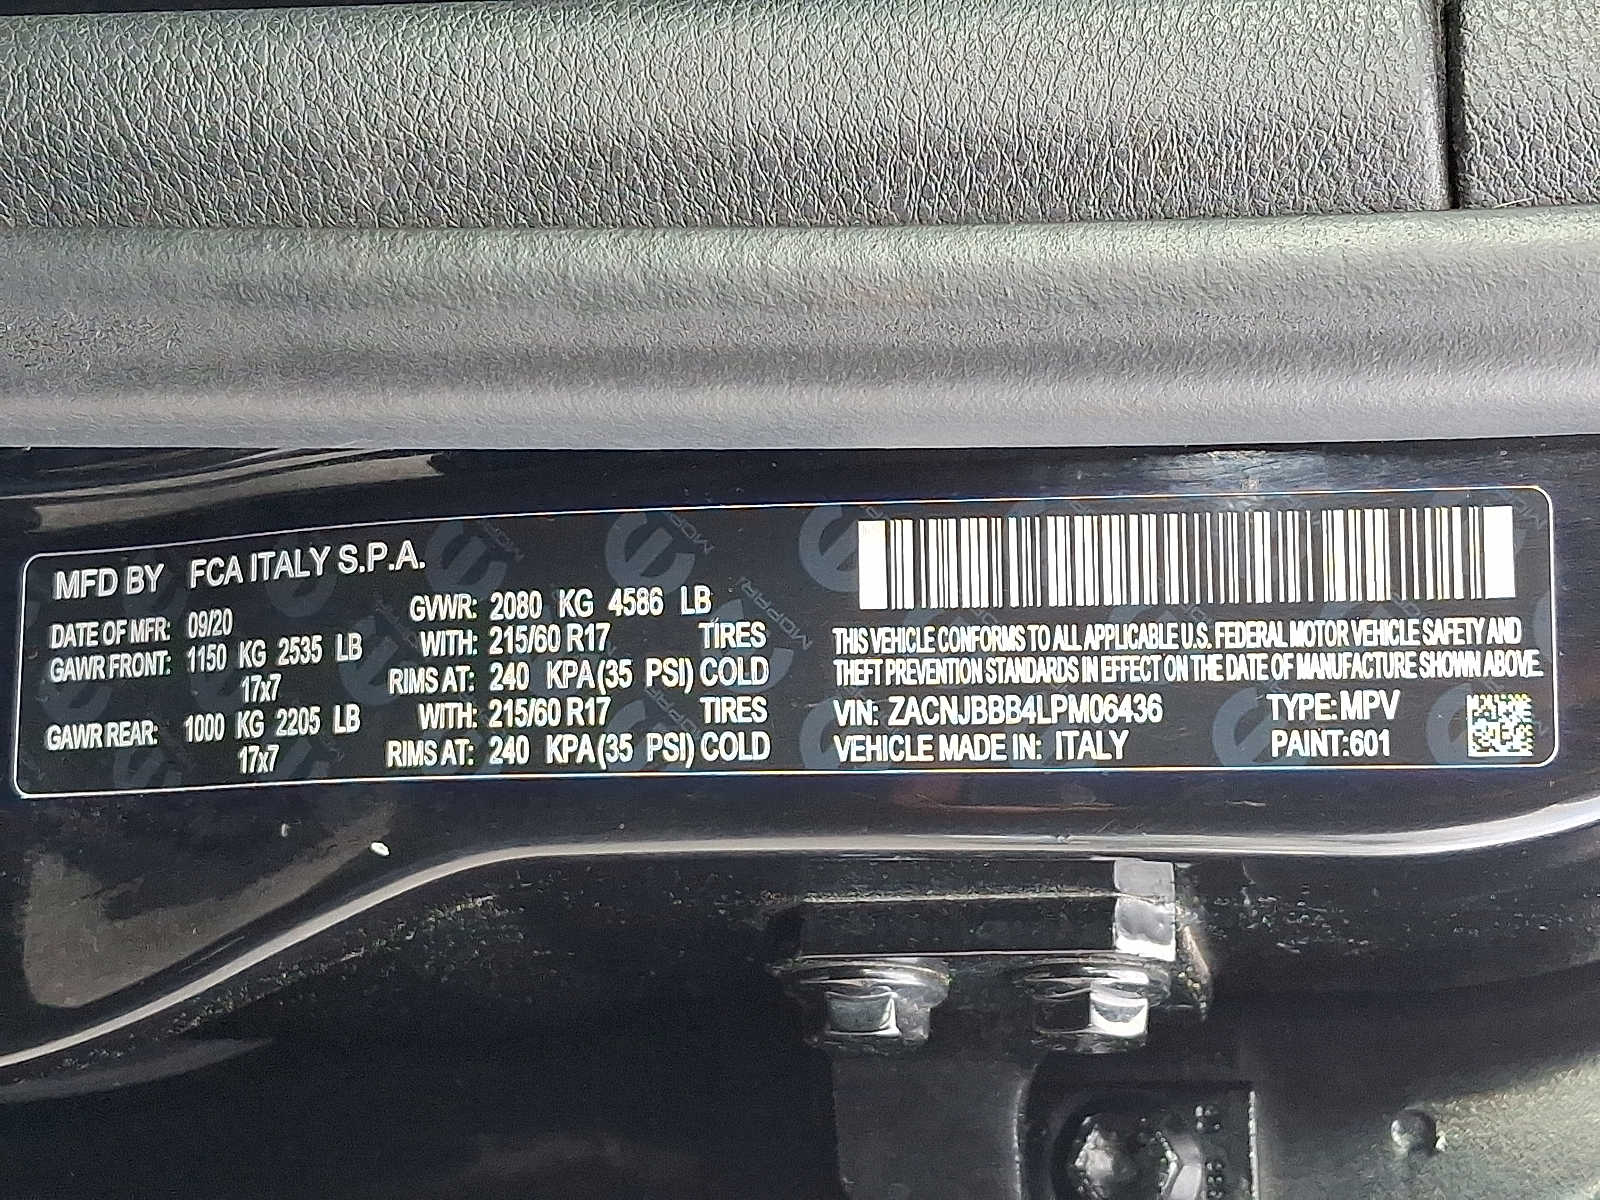 MFD BY FCA ITALY S.P.A.
DATE OF MFR: 09/20 GVWR: 2080 KG 4586 LB
GAWR FRONT: 1150 KG 2535 LB WITH: 215/60 R17 TIRES
17x7 RIMS AT: 240 KPA(35 PSI) COLD
GAWR REAR: 1000 KG 2205 LB WITH: 215/60 R17 TIRES
17x7 RIMS AT: 240 KPA(35 PSI) COLD
THIS VEHICLE CONFORMS TO ALL APPLICABLE U.S. FEDERAL MOTOR VEHICLE SAFETY AND
THEFT PREVENTION STANDARDS IN EFFECT ON THE DATE OF MANUFACTURE SHOWN ABOVE.
VIN: ZACNJBBB4LPM06436 TYPE: MPV
VEHICLE MADE IN: ITALY PAINT:601
MOPAR
MOPAR
MOPAR
MOPAR